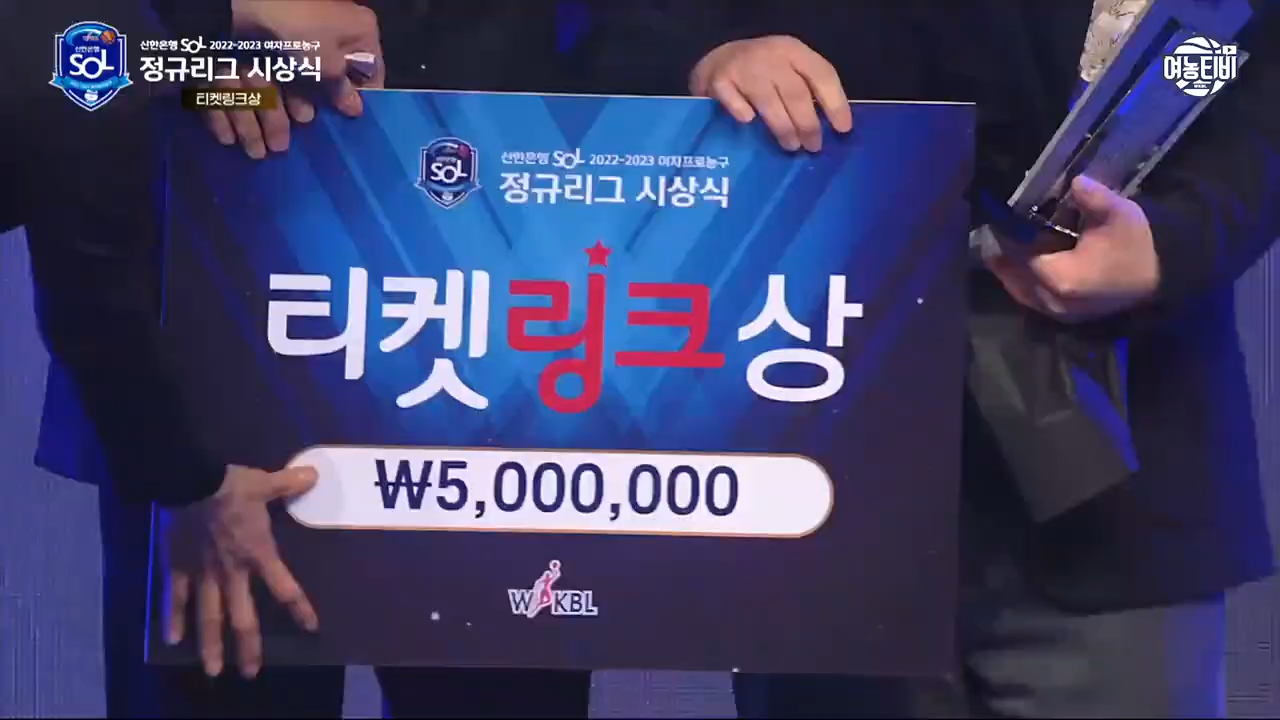 신한은행 SOL 2022-2023 여자프로농구
정규리그 시상식
티켓링크상
SOL
여농티비
신한은행 SOL 2022-2023 여자프로농구
정규리그 시상식
SOL
티켓링크상
₩5,000,000
WKBL